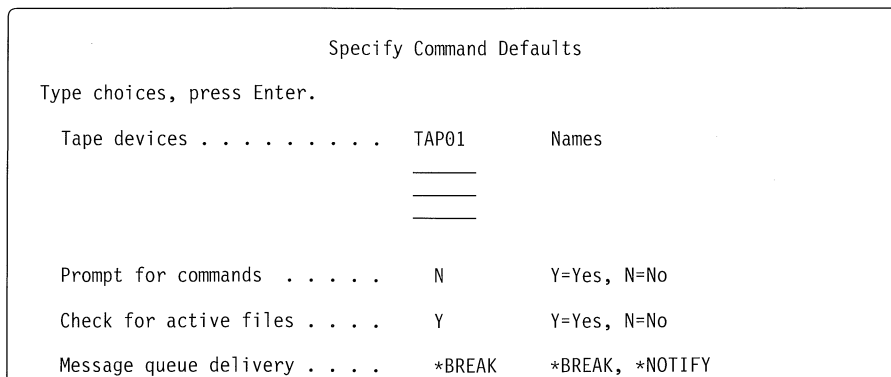 Specify Command Defaults
Type choices, press Enter.
Tape devices . . . . . . . . . TAP01 Names
Prompt for commands . . . . . N Y=Yes, N=No
Check for active files . . . . Y Y=Yes, N=No
Message queue delivery . . . . *BREAK *BREAK, *NOTIFY